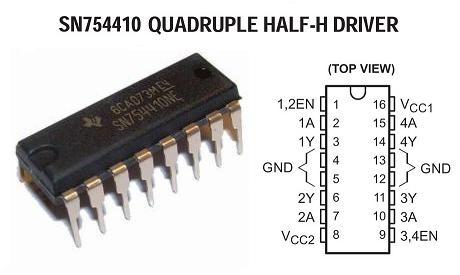 SN754410 QUADRUPLE HALF-H DRIVER
6CA073ME4
SN754410NE
(TOP VIEW)
1,2EN 1 16 VCC1
1A 2 15 4A
1Y 3 14 4Y
GND 4 13 GND
5 12
2Y 6 11 3Y
2A 7 10 3A
VCC2 8 9 3,4EN